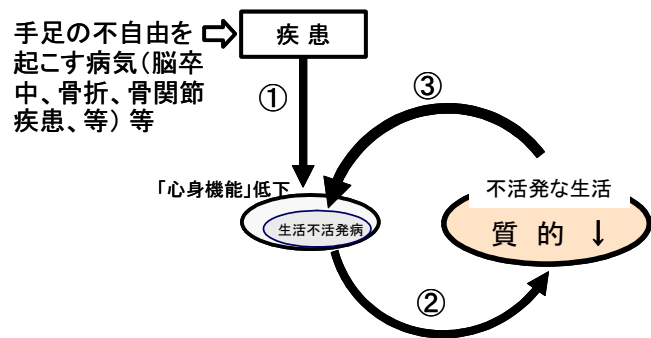 手足の不自由を
起こす病気(脳卒
中、骨折、骨関節
疾患、等) 等
疾 患
①
③
「心身機能」低下
生活不活発病
不活発な生活
質 的 ↓
②